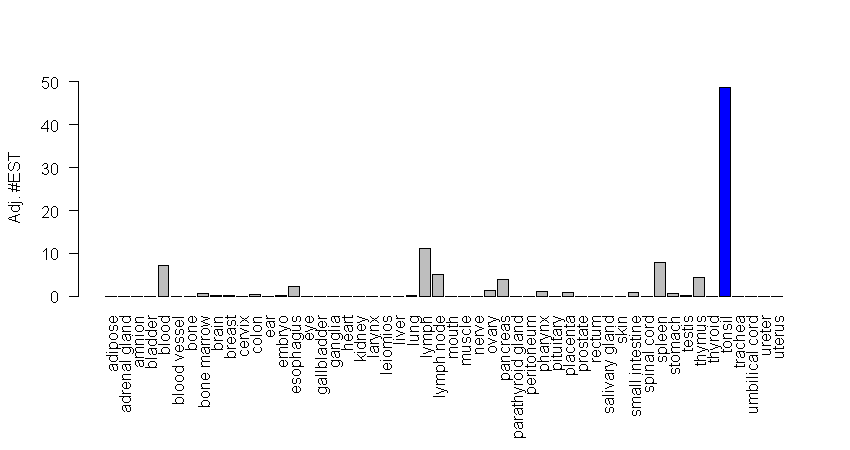 Adj. #EST
50
40
30
20
10
0
adipose
adrenal gland
amnion
bladder
blood
blood vessel
bone
bone marrow
brain
breast
cervix
colon
ear
embryo
esophagus
eye
gallbladder
ganglia
heart
kidney
larynx
leiomios
liver
lung
lymph
lymph node
mouth
muscle
nerve
ovary
pancreas
parathyroid gland
peritoneum
pharynx
pituitary
placenta
prostate
rectum
salivary gland
skin
small intestine
spinal cord
spleen
stomach
testis
thymus
thyroid
tonsil
trachea
umbilical cord
ureter
uterus